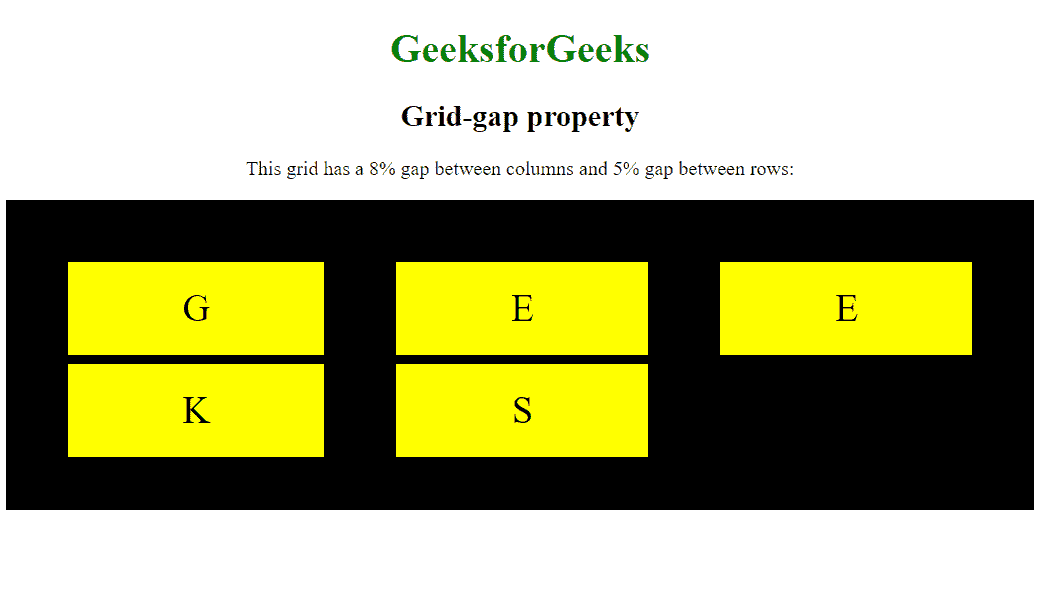 GeeksforGeeks
Grid-gap property
This grid has a 8% gap between columns and 5% gap between rows:
G E E
K S